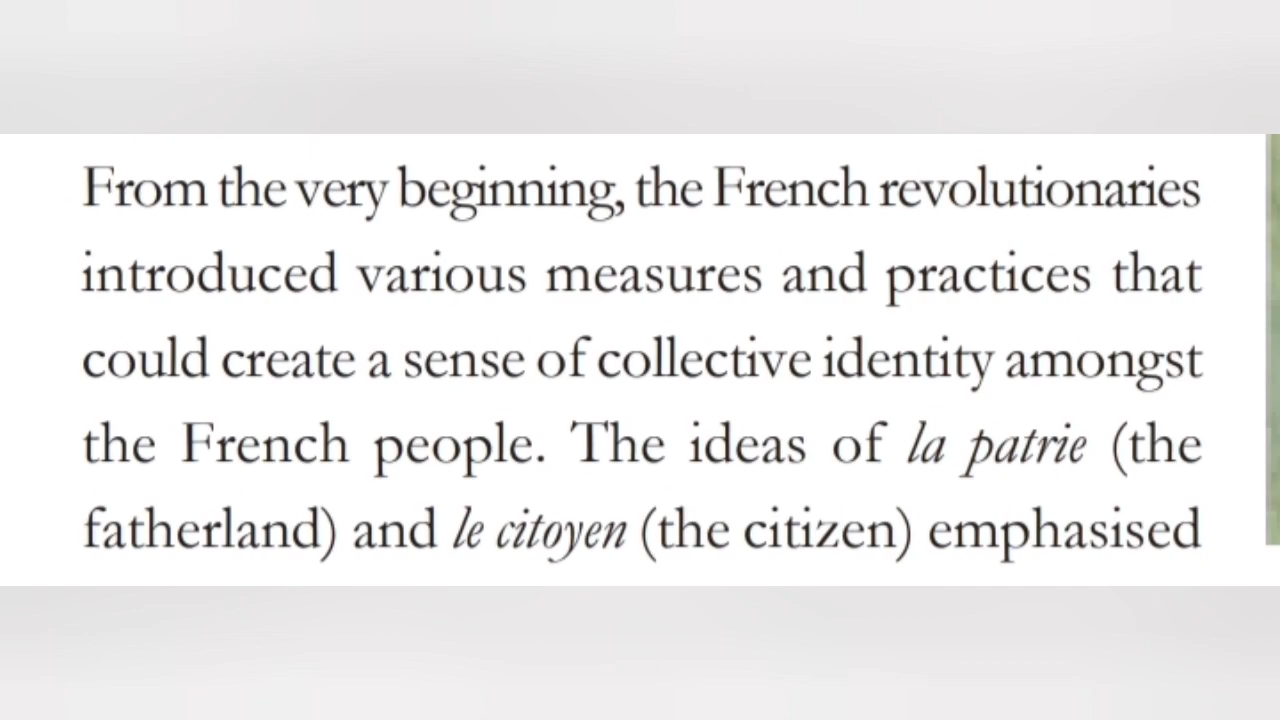 From the very beginning, the French revolutionaries
introduced various measures and practices that
could create a sense of collective identity amongst
the French people. The ideas of la patrie (the
fatherland) and le citoyen (the citizen) emphasised